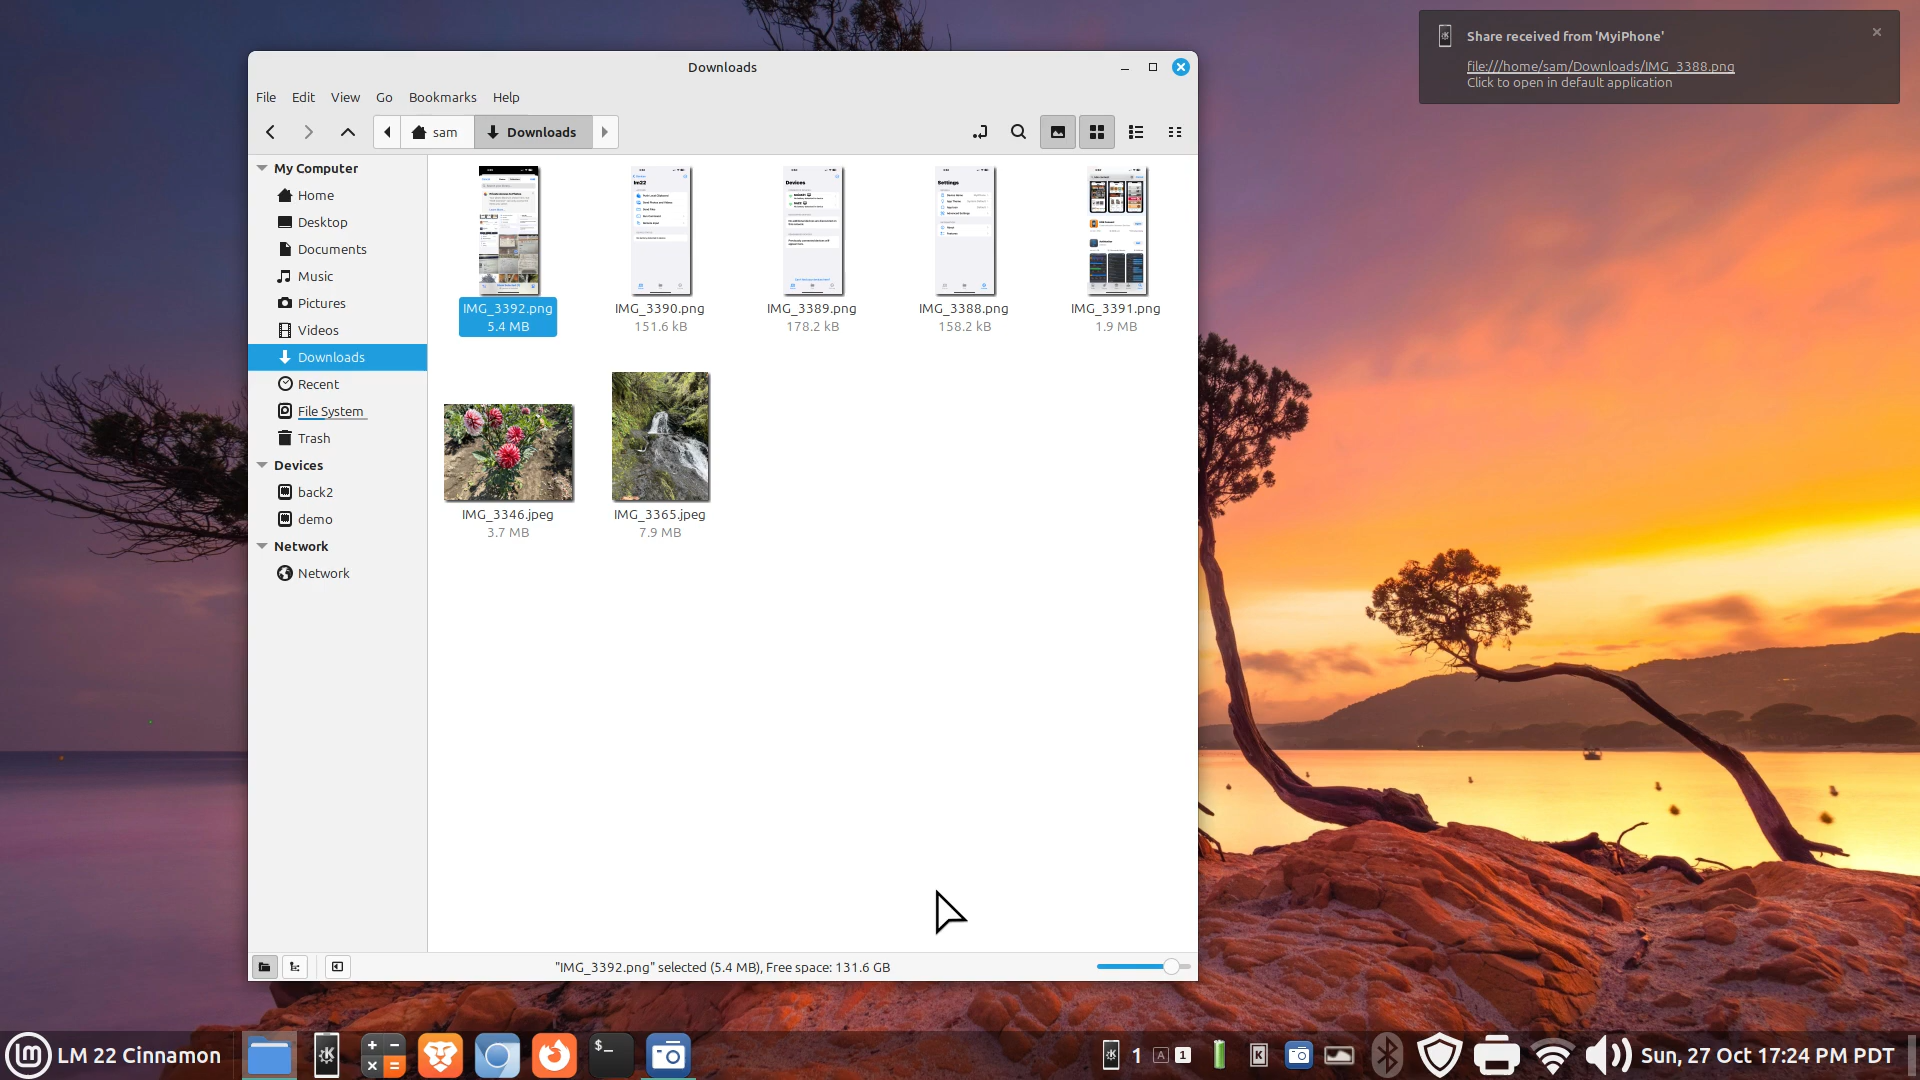 Downloads
File Edit View Go Bookmarks Help
sam Downloads
My Computer
Home
Desktop
Documents
Music
Pictures
Videos
Downloads
Recent
File System
Trash
Devices
back2
demo
Network
Network
lm22
Devices
Settings
IMG_3392.png
5.4 MB
IMG_3390.png
151.6 kB
IMG_3389.png
178.2 kB
IMG_3388.png
158.2 kB
IMG_3391.png
1.9 MB
IMG_3346.jpeg
3.7 MB
IMG_3365.jpeg
7.9 MB
"IMG_3392.png" selected (5.4 MB), Free space: 131.6 GB
Share received from 'MyiPhone'
file:///home/sam/Downloads/IMG_3388.png
Click to open in default application
LM 22 Cinnamon
1 A 1
Sun, 27 Oct 17:24 PM PDT